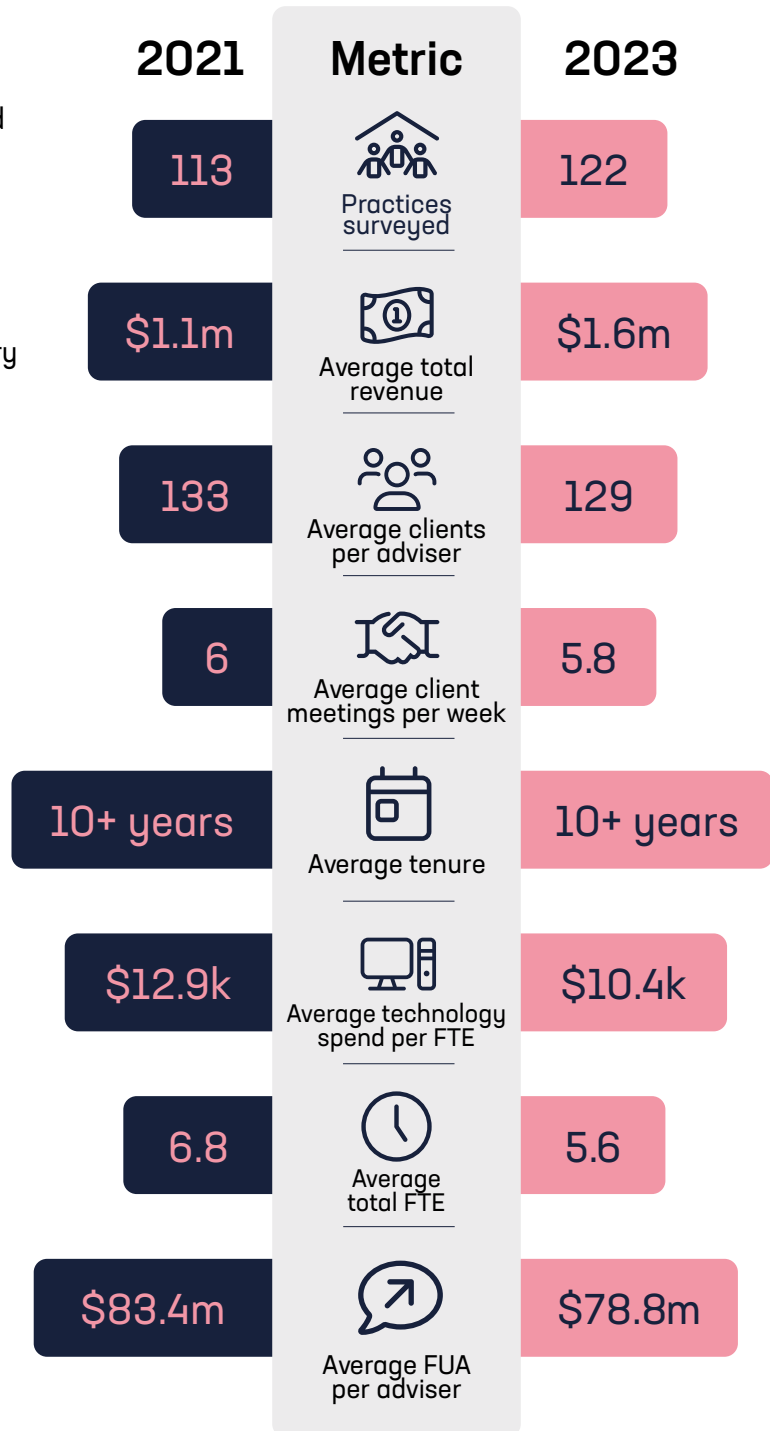 2021 Metric 2023
113
Practices
surveyed
122
$1.1m
1
Average total
revenue
$1.6m
133
Average clients
per adviser
129
6
Average client
meetings per week
5.8
10+ years
Average tenure
10+ years
$12.9k
Average technology
spend per FTE
$10.4k
6.8
Average
total FTE
5.6
$83.4m
Average FUA
per adviser
$78.8m